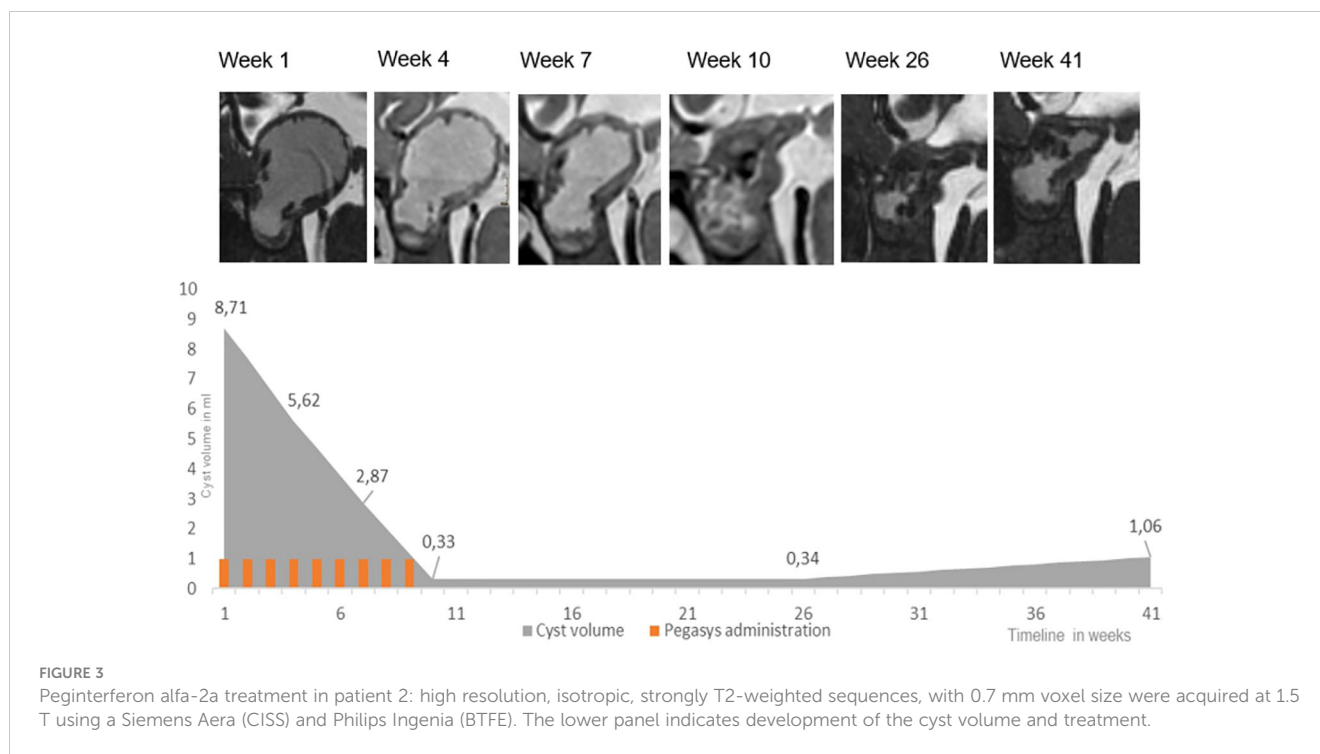 Week 1 Week 4 Week 7 Week 10 Week 26 Week 41
10
9
8
7
6
5
4
3
2
1
0
Cyst volume in ml
8,71
5,62
2,87
0,33
0,34
1,06
1 6 11 16 21 26 31 36 41
Cyst volume Pegasys administration Timeline in weeks
FIGURE 3
Peginterferon alfa-2a treatment in patient 2: high resolution, isotropic, strongly T2-weighted sequences, with 0.7 mm voxel size were acquired at 1.5
T using a Siemens Aera (CISS) and Philips Ingenia (BTFE). The lower panel indicates development of the cyst volume and treatment.